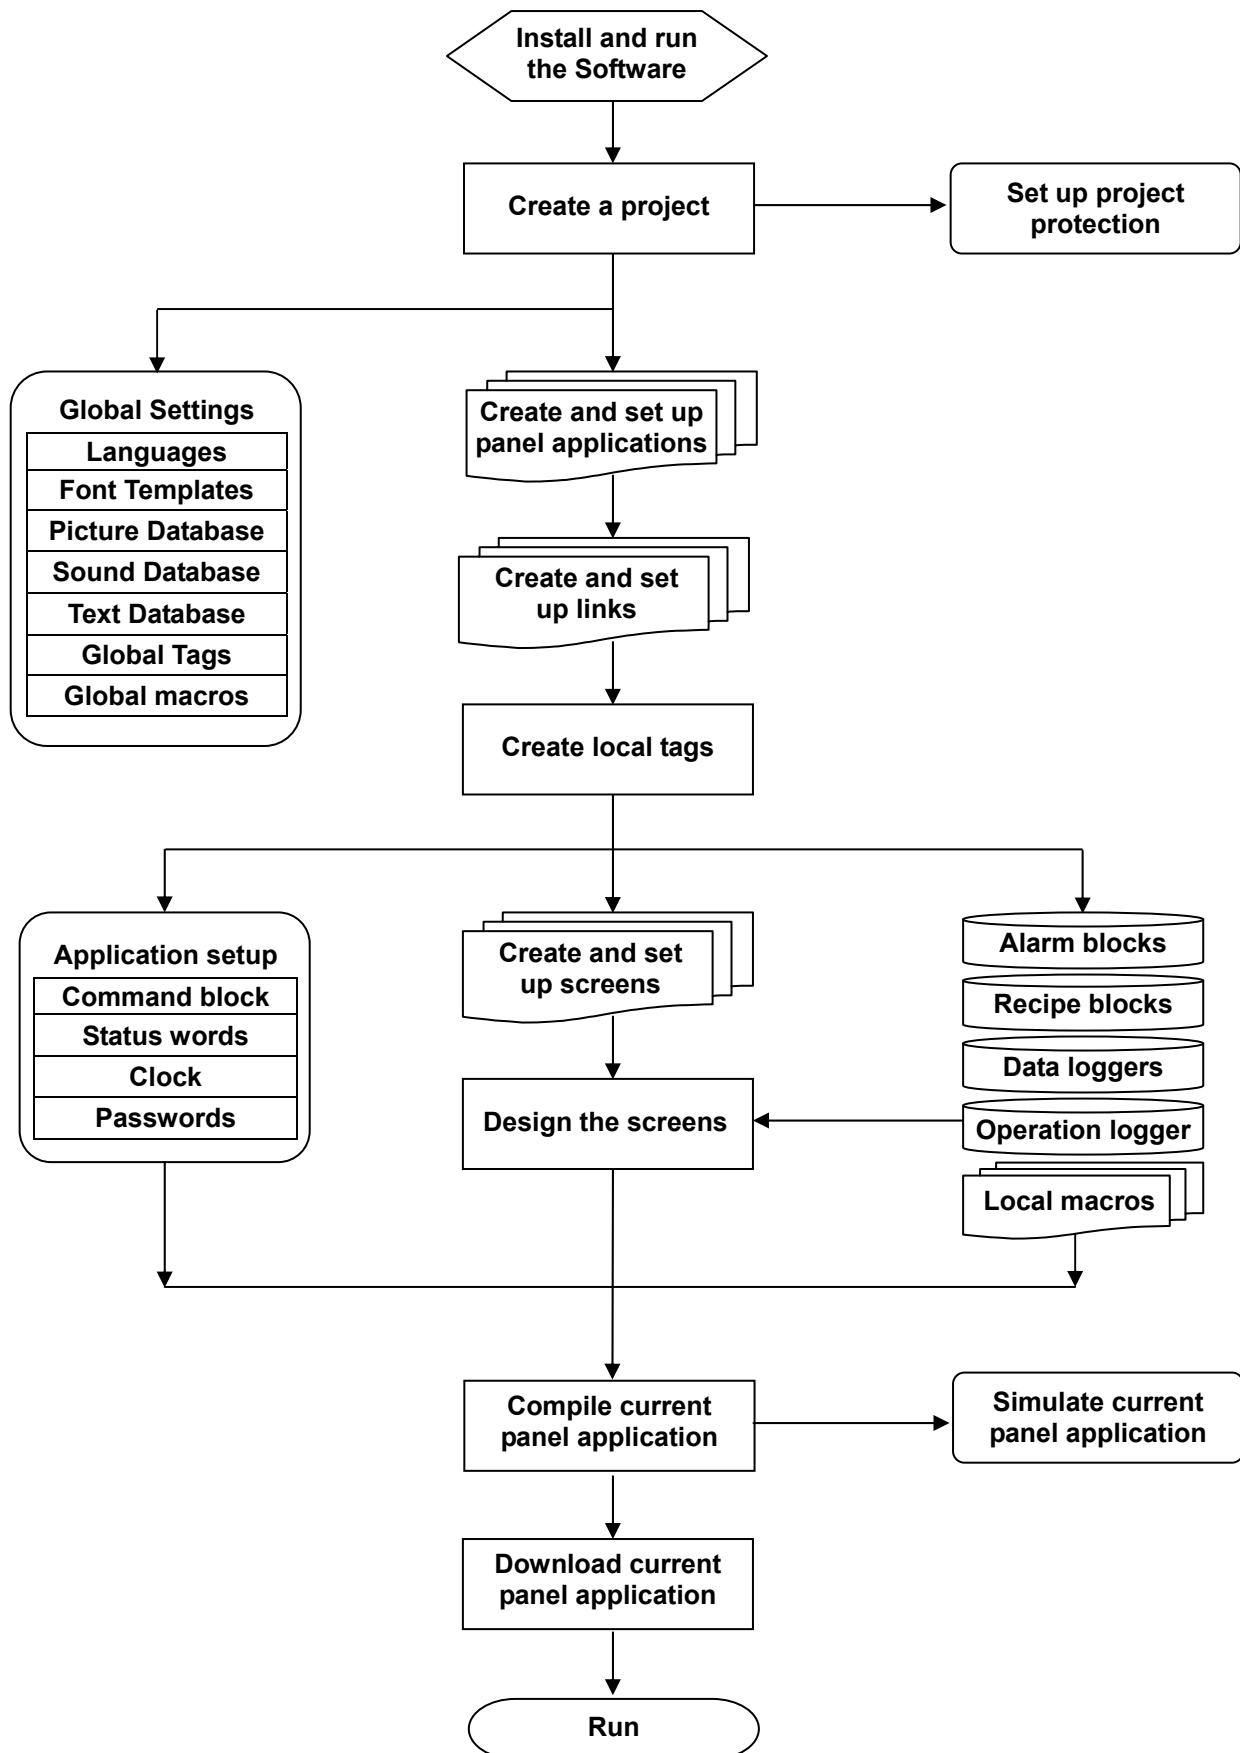 Install and run
the Software
Create a project
Set up project
protection
Global Settings
Languages
Font Templates
Picture Database
Sound Database
Text Database
Global Tags
Global macros
Create and set up
panel applications
Create and set
up links
Create local tags
Application setup
Command block
Status words
Clock
Passwords
Create and set
up screens
Design the screens
Alarm blocks
Recipe blocks
Data loggers
Operation logger
Local macros
Compile current
panel application
Simulate current
panel application
Download current
panel application
Run